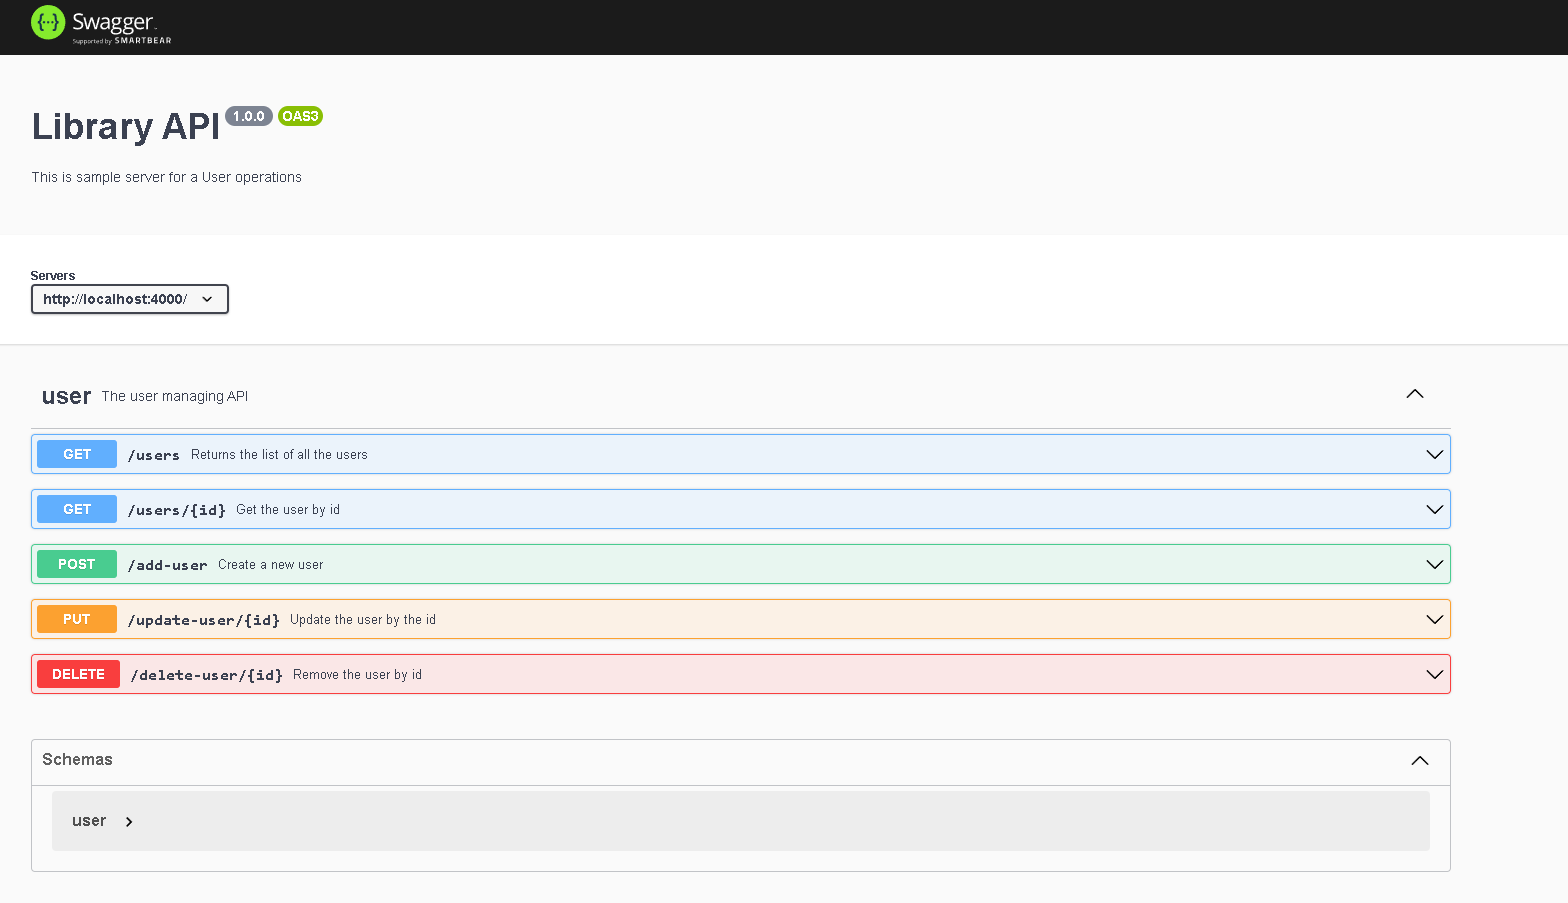 Swagger
Supported by SMARTBEAR
Library API 1.0.0 OAS3
This is sample server for a User operations
Servers
http://localhost:4000/
user The user managing API
GET /users Returns the list of all the users
GET /users/{id} Get the user by id
POST /add-user Create a new user
PUT /update-user/{id} Update the user by the id
DELETE /delete-user/{id} Remove the user by id
Schemas
user